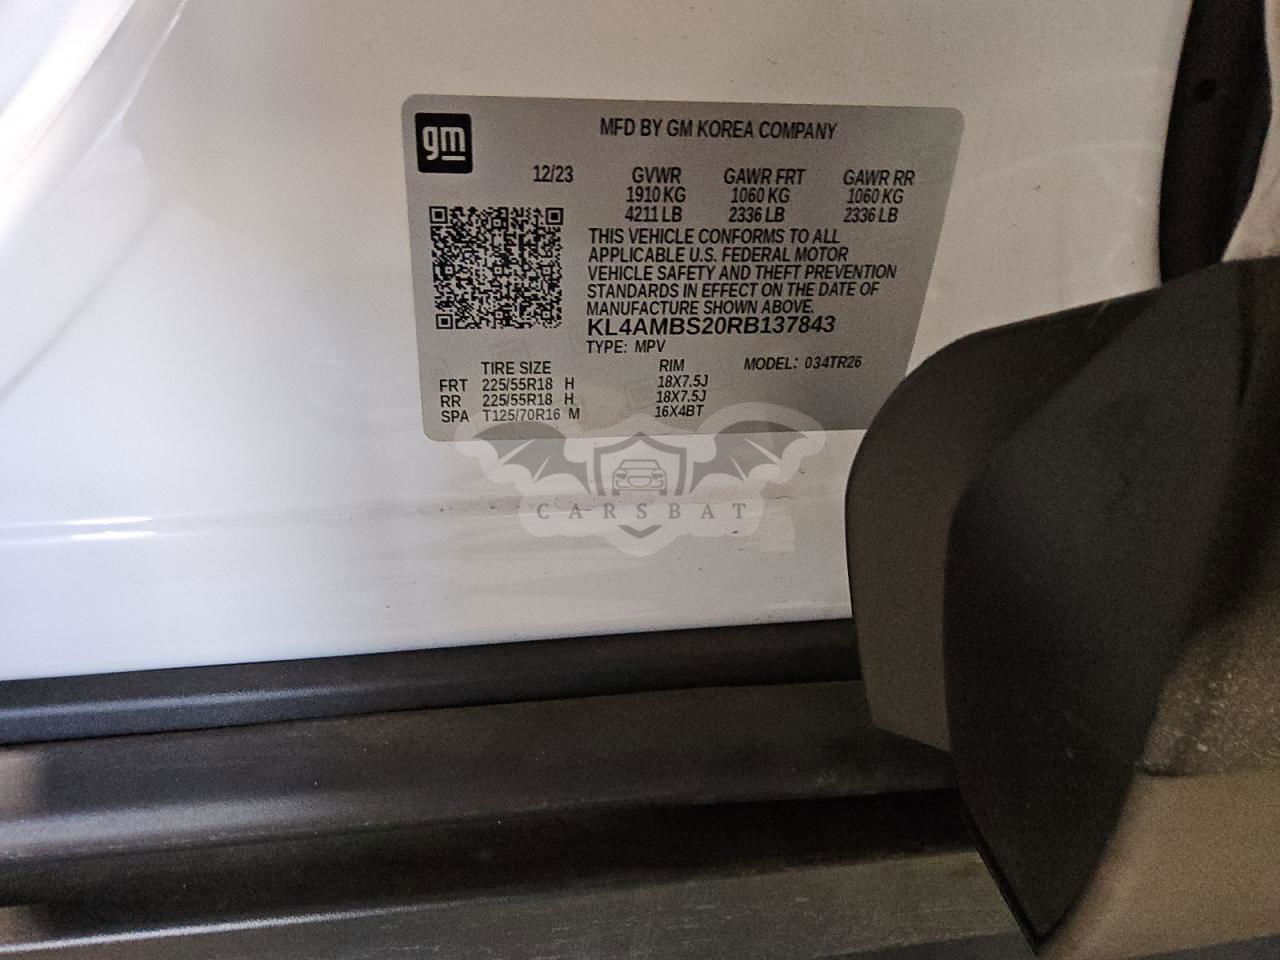 gm
MFD BY GM KOREA COMPANY
12/23 GVWR GAWR FRT GAWR RR
1910 KG 1060 KG 1060 KG
4211 LB 2336 LB 2336 LB
THIS VEHICLE CONFORMS TO ALL
APPLICABLE U.S. FEDERAL MOTOR
VEHICLE SAFETY AND THEFT PREVENTION
STANDARDS IN EFFECT ON THE DATE OF
MANUFACTURE SHOWN ABOVE.
KL4AMBS20RB137843
TYPE: MPV
TIRE SIZE RIM MODEL: 034TR26
FRT 225/55R18 H 18X7.5J
RR 225/55R18 H 18X7.5J
SPA T125/70R16 M 16X4BT
CARSBAT